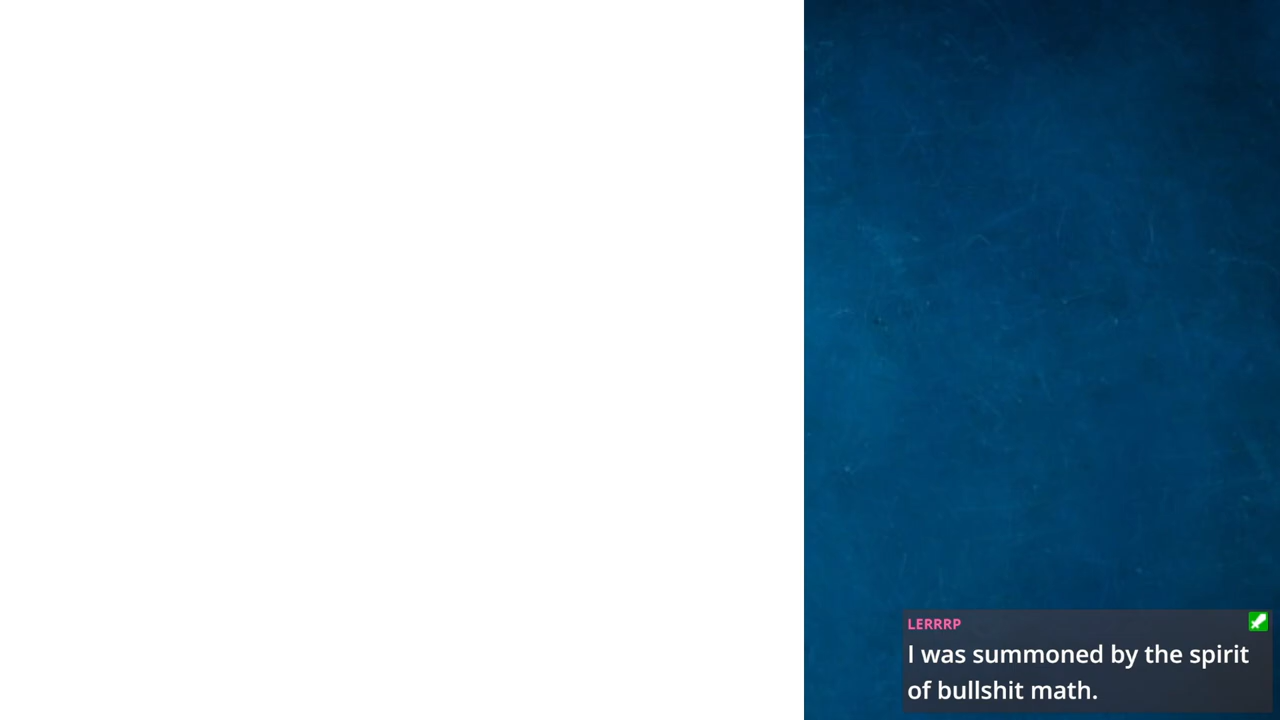 LERRRP
I was summoned by the spirit
of bullshit math.